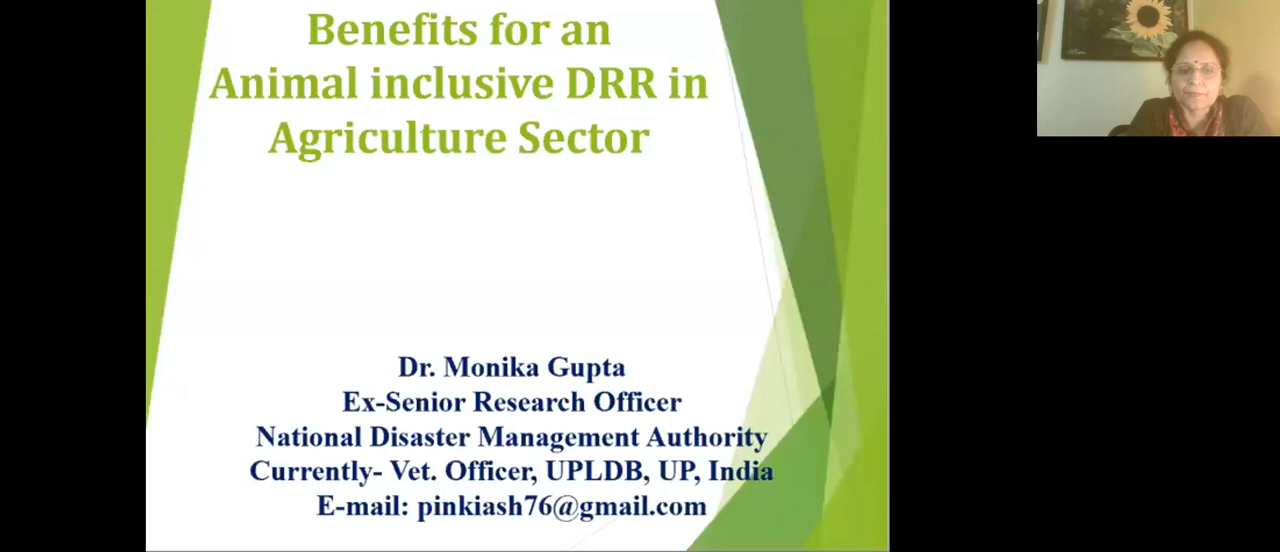 Benefits for an
Animal inclusive DRR in
Agriculture Sector
Dr. Monika Gupta
Ex-Senior Research Officer
National Disaster Management Authority
Currently- Vet. Officer, UPLDB, UP, India
E-mail: pinkiash76@gmail.com